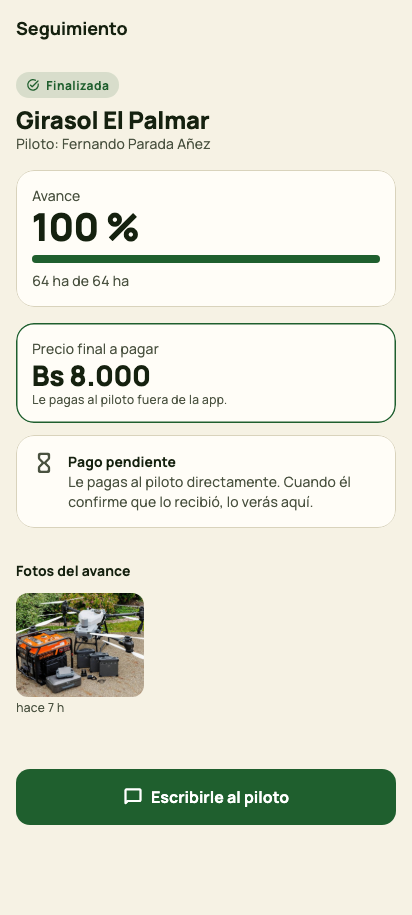 Seguimiento
Finalizada
Girasol El Palmar
Piloto: Fernando Parada Añez
Avance
100 %
64 ha de 64 ha
Precio final a pagar
Bs 8.000
Le pagas al piloto fuera de la app.
Pago pendiente
Le pagas al piloto directamente. Cuando él
confirme que lo recibió, lo verás aquí.
Fotos del avance
hace 7 h
Escribirle al piloto